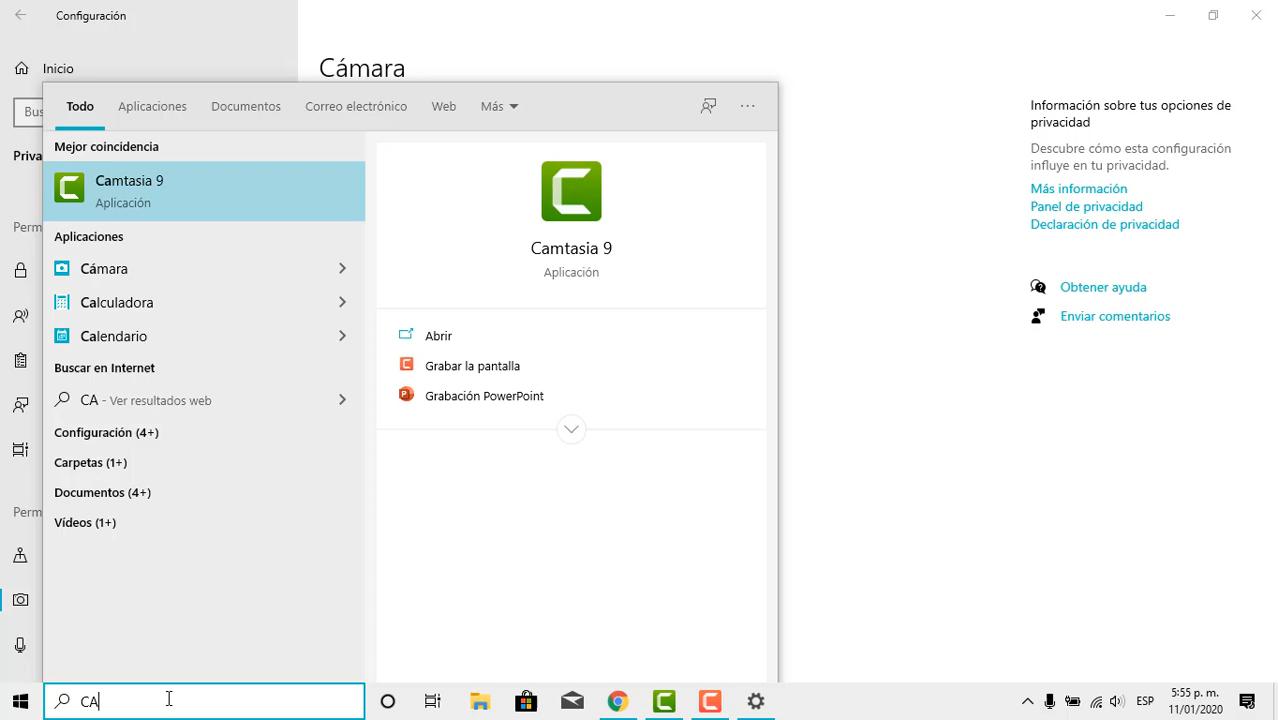 Configuración
Inicio
Cámara
Bus
Priva
Perm
Perm
Todo
Aplicaciones
Documentos
Correo electrónico
Web
Más
Mejor coincidencia
Camtasia 9
Aplicación
Aplicaciones
Cámara
Calculadora
Calendario
Buscar en Internet
CA - Ver resultados web
Configuración (4+)
Carpetas (1+)
Documentos (4+)
Vídeos (1+)
Camtasia 9
Aplicación
Abrir
Grabar la pantalla
Grabación PowerPoint
Información sobre tus opciones de
privacidad
Descubre cómo esta configuración
influye en tu privacidad.
Más información
Panel de privacidad
Declaración de privacidad
Obtener ayuda
Enviar comentarios
CA
ESP
5:55 p. m.
11/01/2020